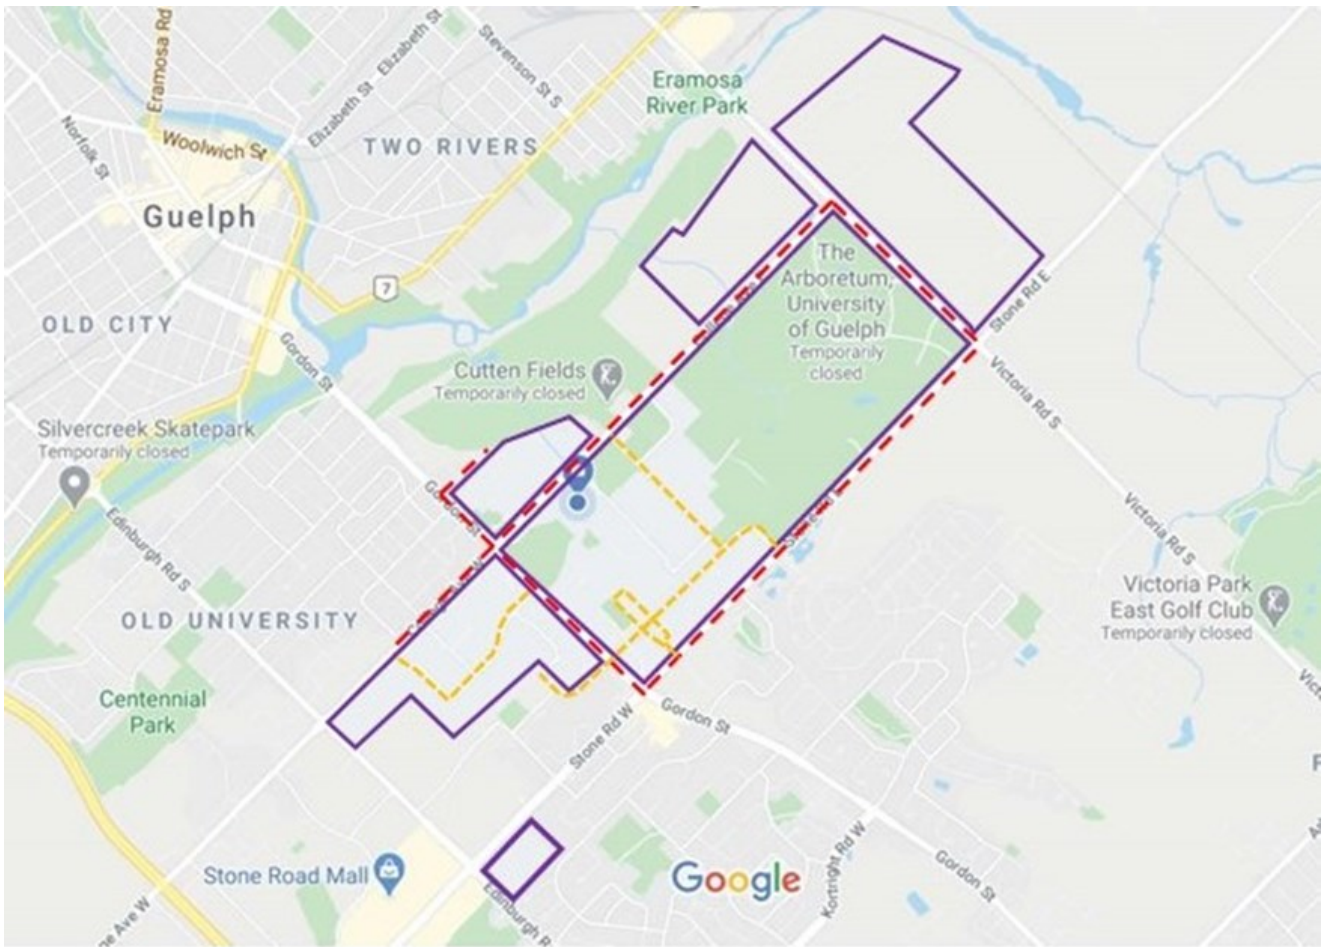 Eramosa Rd
Elizabeth St
Stevenson St S
Eramosa
River Park
Elizabeth St
Norfolk St
Woolwich St
TWO RIVERS
Guelph
The
Arboretum,
University
of Guelph
Temporarily
closed
7
Stone Rd E
OLD CITY
Gordon St
Cutten Fields
Temporarily closed
Victoria Rd S
Silvercreek Skatepark
Temporarily closed
Edinburgh Rd S
Victoria Rd S
Victoria Park
East Golf Club
Temporarily closed
OLD UNIVERSITY
Centennial
Park
Gordon St
Stone Rd W
Stone Road Mall
Google
Kortright Rd W
Gordon St
Edinburgh R
ne Ave W